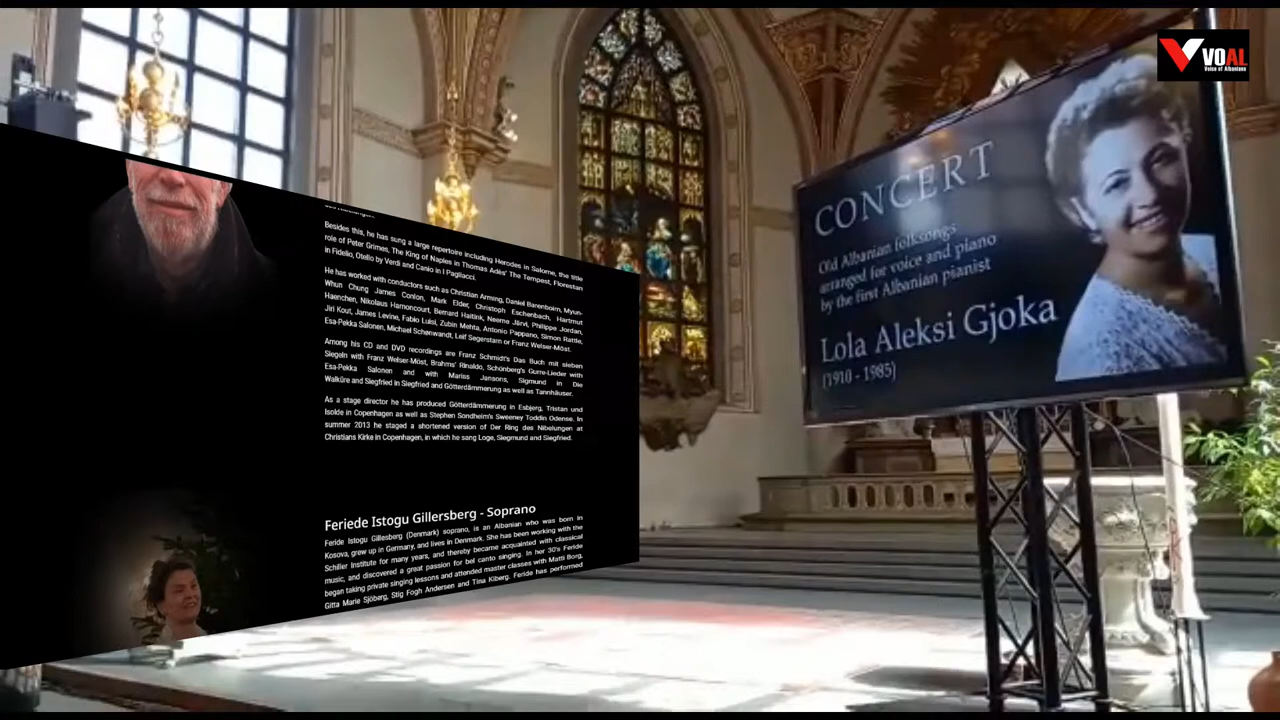 Besides this, he has sung a large repertoire including Herodes in Salome, the title
role of Peter Grimes, The King of Naples in Thomas Adès' The Tempest, Florestan
in Fidelio, Otello by Verdi and Canio in I Pagliacci.
He has worked with conductors such as Christian Arming, Daniel Barenboim, Myun-
Whun Chung James Conlon, Mark Elder, Christoph Eschenbach, Hartmut
Haenchen, Nikolaus Harnoncourt, Bernard Haitink, Neeme Järvi, Philippe Jordan,
Jiri Kout, James Levine, Fabio Luisi, Zubin Mehta, Antonio Pappano, Simon Rattle,
Esa-Pekka Salonen, Michael Schønwandt, Leif Segerstam or Franz Welser-Möst.
Among his CD and DVD recordings are Franz Schmidt's Das Buch mit sieben
Siegeln with Franz Welser-Möst, Brahms' Rinaldo, Schönberg's Gurre-Lieder with
Esa-Pekka Salonen and with Mariss Jansons, Sigmund in Die
Walküre and Siegfried in Siegfried and Götterdämmerung as well as Tannhäuser.
As a stage director he has produced Götterdämmerung in Esbjerg, Tristan und
Isolde in Copenhagen as well as Stephen Sondheim's Sweeney Toddin Odense. In
summer 2013 he staged a shortened version of Der Ring des Nibelungen at
Christians Kirke in Copenhagen, in which he sang Loge, Siegmund and Siegfried.
Feriede Istogu Gillersberg - Soprano
Feride Istogu Gillesberg (Denmark) soprano, is an Albanian who was born in
Kosova, grew up in Germany, and lives in Denmark. She has been working with the
Schiller Institute for many years, and thereby became acquainted with classical
music, and discovered a great passion for bel canto singing. In her 30's Feride
began taking private singing lessons and attended master classes with Matti Borg,
Gitta Marie Sjöberg, Stig Fogh Andersen and Tina Kiberg. Feride has performed
CONCERT
Old Albanian folksongs
arranged for voice and piano
by the first Albanian pianist
Lola Aleksi Gjoka
(1910 - 1985)
VOAL
Voice of Albanians